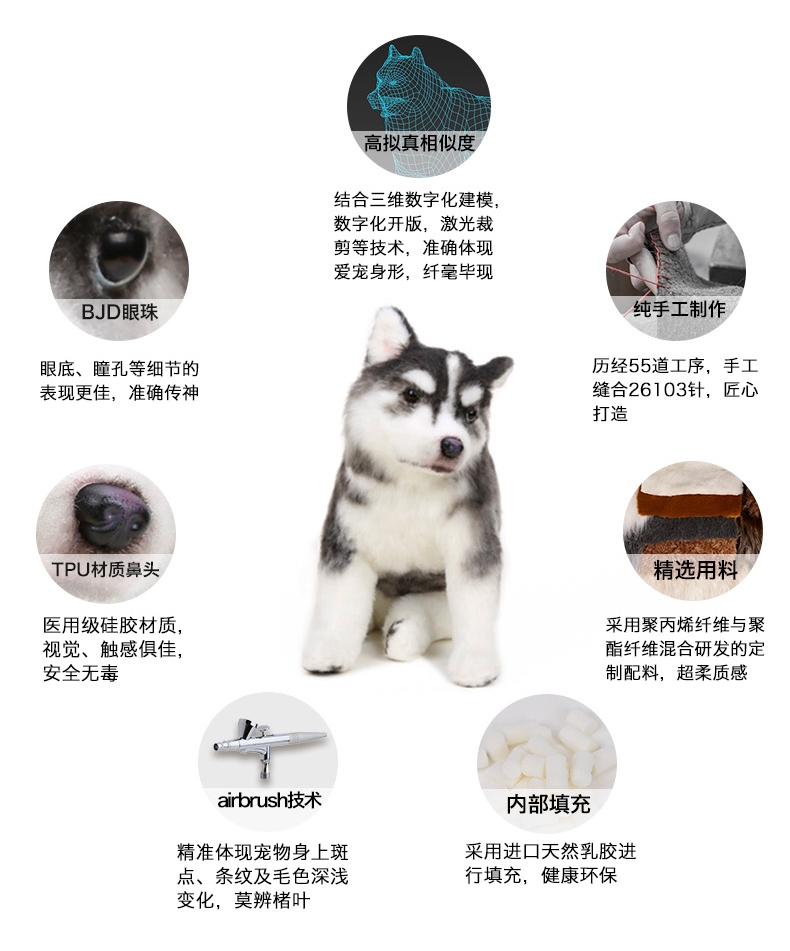 高拟真相似度
结合三维数字化建模，
数字化开版，激光裁
剪等技术，准确体现
爱宠身形，纤毫毕现
BJD眼珠
眼底、瞳孔等细节的
表现更佳，准确传神
纯手工制作
历经55道工序，手工
缝合26103针，匠心
打造
TPU材质鼻头
医用级硅胶材质，
视觉、触感俱佳，
安全无毒
精选用料
采用聚丙烯纤维与聚
酯纤维混合研发的定
制配料，超柔质感
airbrush技术
精准体现宠物身上斑
点、条纹及毛色深浅
变化，莫辨楮叶
内部填充
采用进口天然乳胶进
行填充，健康环保